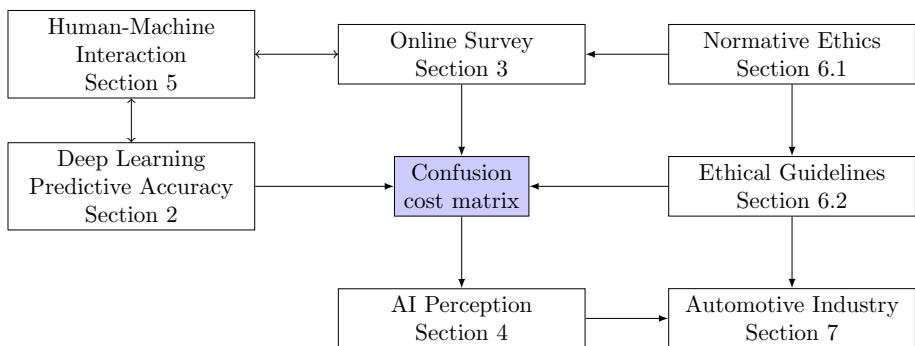 Human-Machine
Interaction
Section 5
Online Survey
Section 3
Normative Ethics
Section 6.1
Deep Learning
Predictive Accuracy
Section 2
Confusion
cost matrix
Ethical Guidelines
Section 6.2
AI Perception
Section 4
Automotive Industry
Section 7